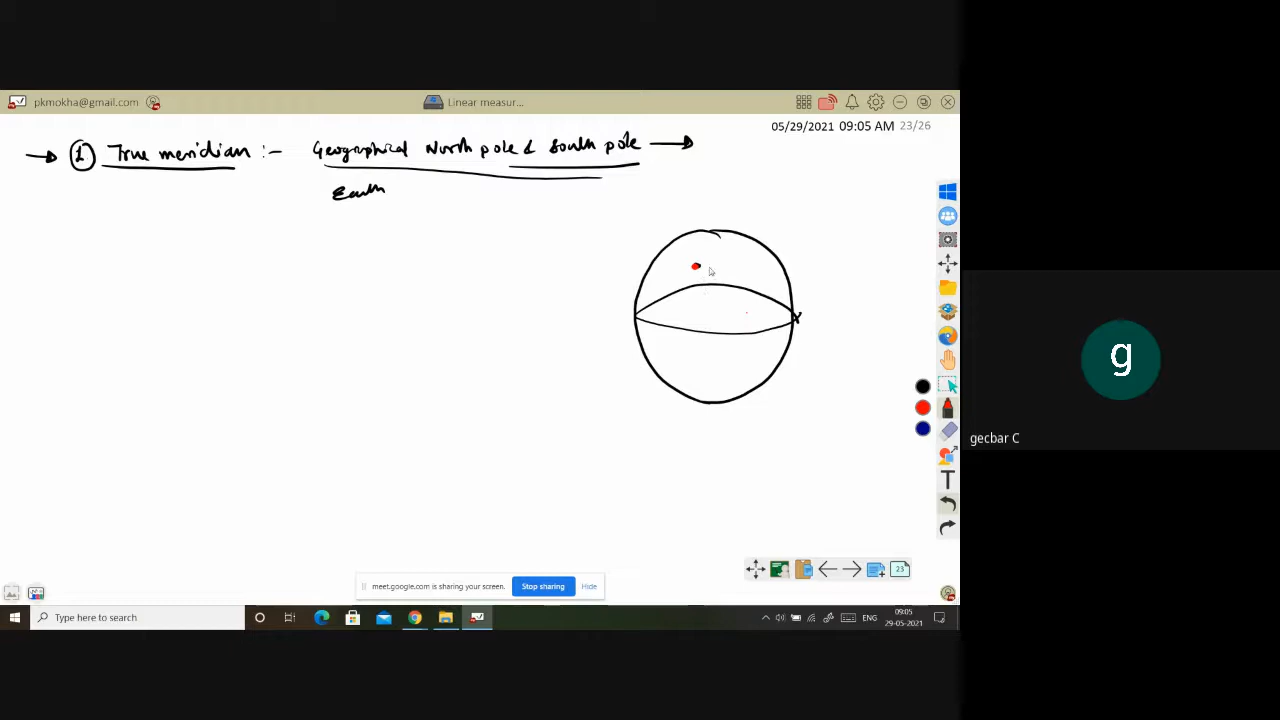 pkmokha@gmail.com
Linear measur...
05/29/2021 09:05 AM 23/26
→ 1 True meridian :- Geographical North pole & South pole →
Earth
x
T
g
gecbar C
23
meet.google.com is sharing your screen. Stop sharing Hide
Type here to search
ENG
09:05
29-05-2021